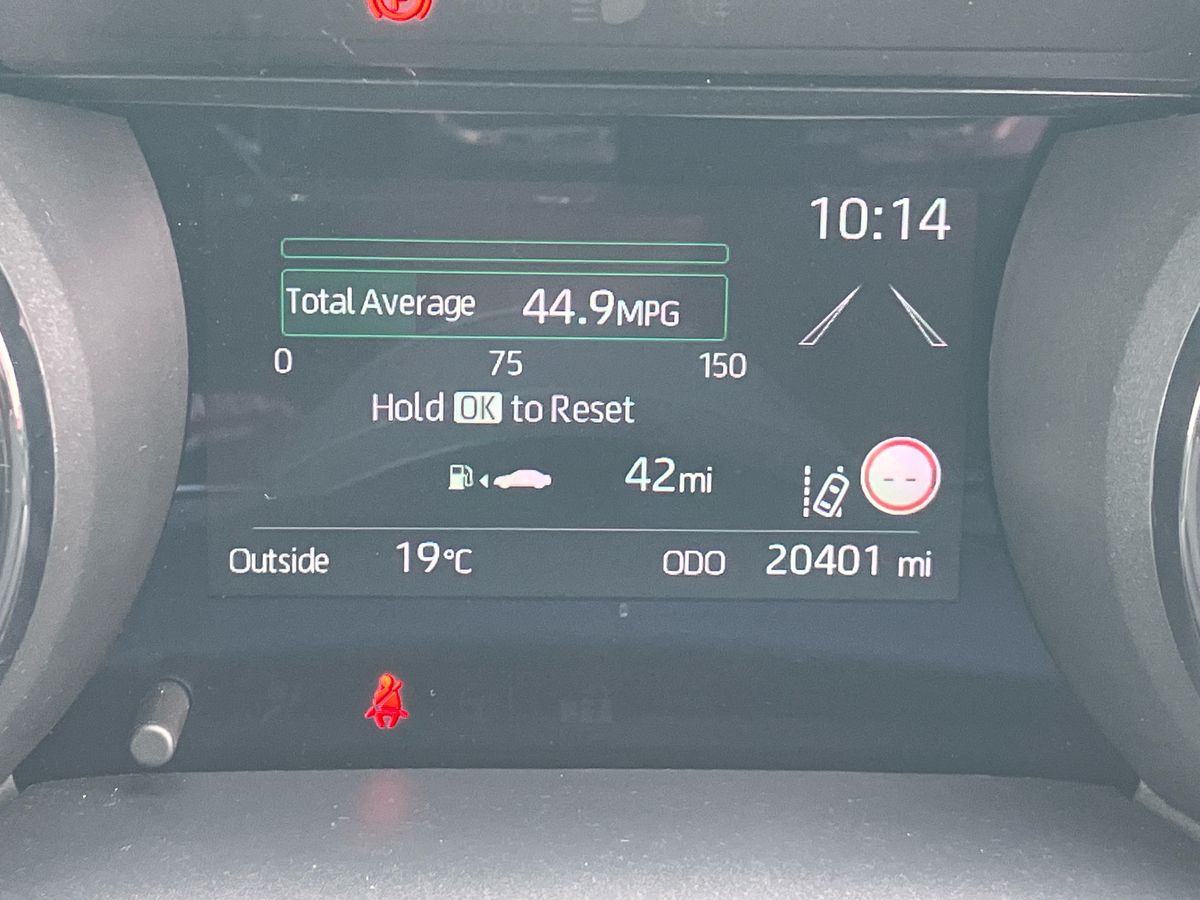 10:14
Total Average 44.9MPG
0 75 150
Hold OK to Reset
42mi
--
Outside 19°C ODO 20401 mi